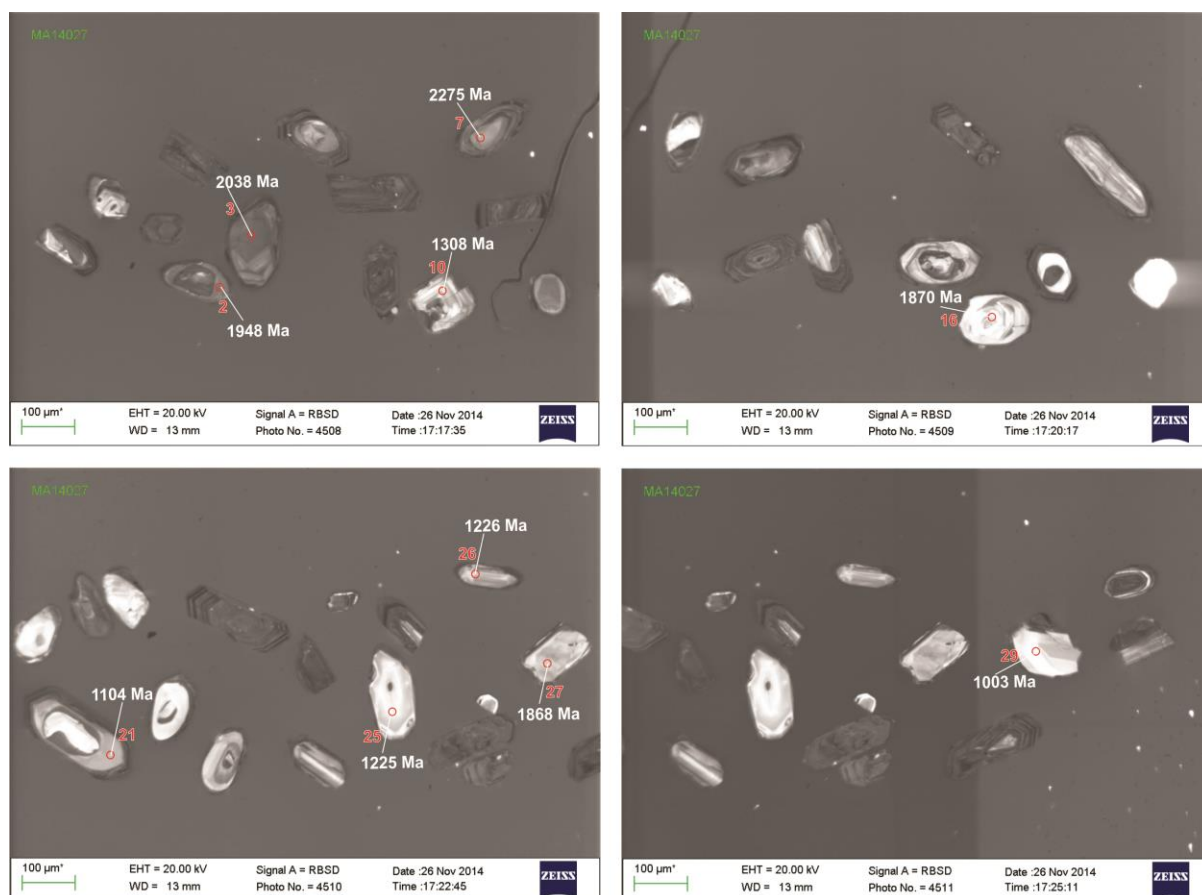 MA14027
2275 Ma
7
2038 Ma
3
1308 Ma
10
2
1948 Ma
100 µm*
EHT = 20.00 kV
WD = 13 mm
Signal A = RBSD
Photo No. = 4508
Date :26 Nov 2014
Time :17:17:35
ZEISS
MA14027
1870 Ma
16
100 µm*
EHT = 20.00 kV
WD = 13 mm
Signal A = RBSD
Photo No. = 4509
Date :26 Nov 2014
Time :17:20:17
ZEISS
MA14027
1226 Ma
26
1104 Ma
21
27
1868 Ma
25
1225 Ma
100 µm*
EHT = 20.00 kV
WD = 13 mm
Signal A = RBSD
Photo No. = 4510
Date :26 Nov 2014
Time :17:22:45
ZEISS
MA14027
29
1003 Ma
100 µm*
EHT = 20.00 kV
WD = 13 mm
Signal A = RBSD
Photo No. = 4511
Date :26 Nov 2014
Time :17:25:11
ZEISS